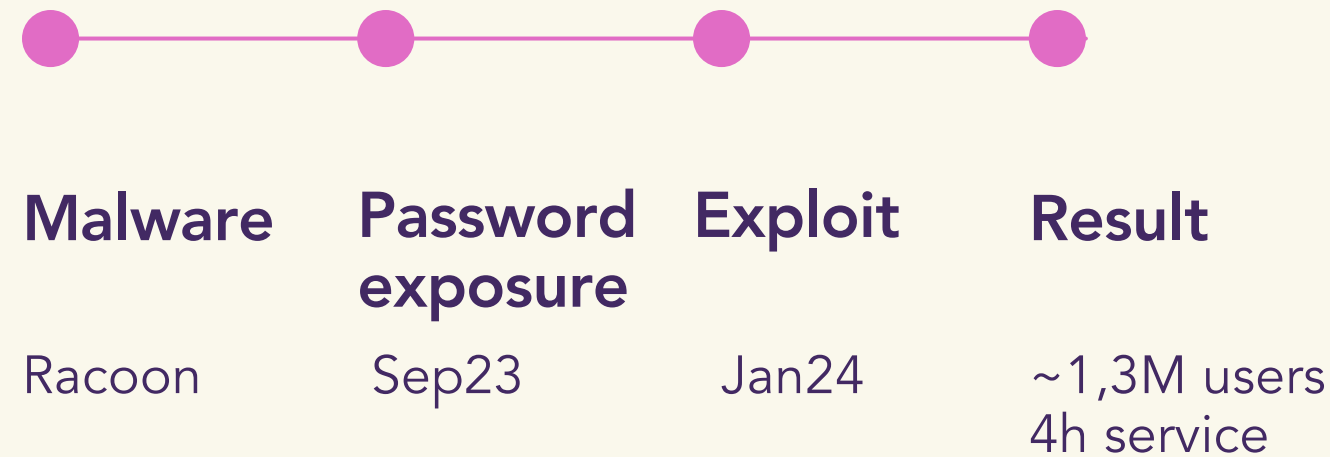 Malware
Racoon
Password
exposure
Sep23
Exploit
Jan24
Result
~1,3M users
4h service